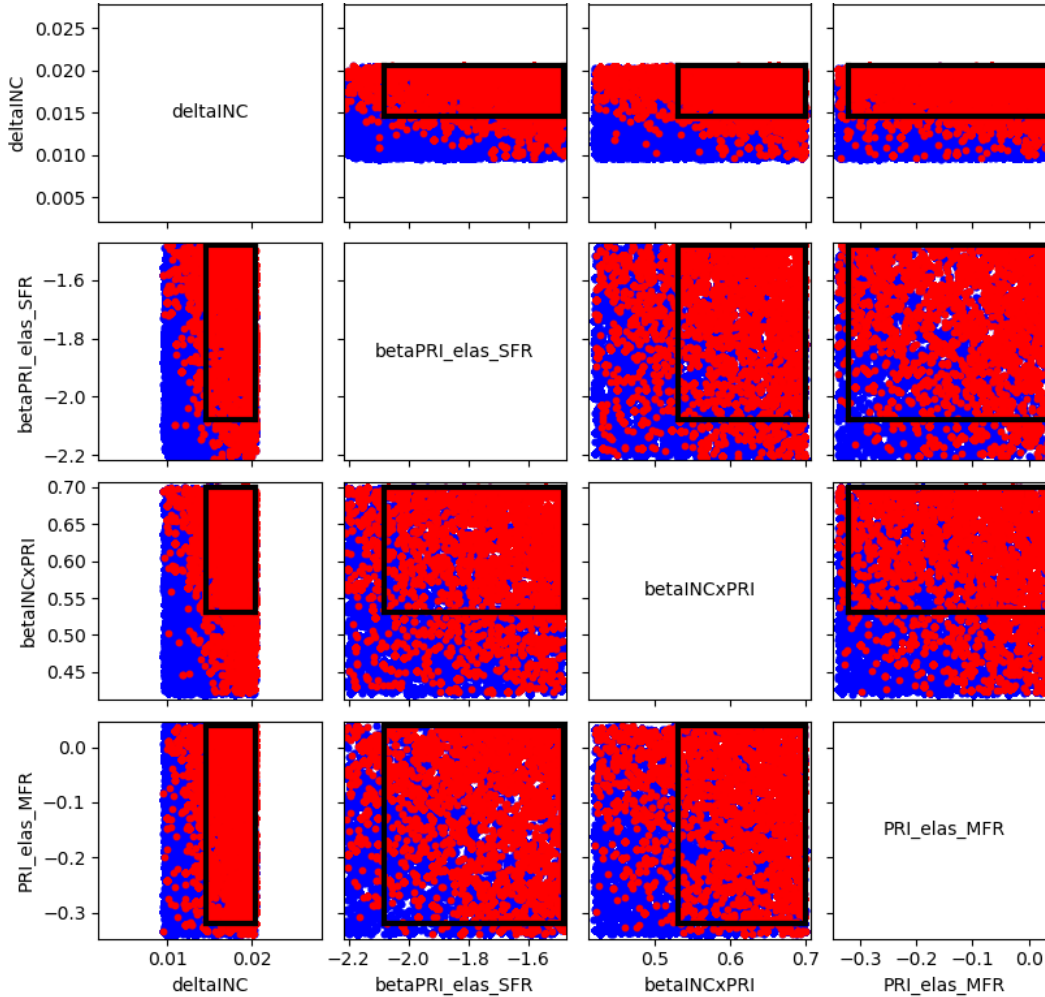 0.025
0.020
0.015
0.010
0.005
deltaINC
deltaINC
−1.6
−1.8
−2.0
−2.2
betaPRI_elas_SFR
betaPRI_elas_SFR
0.70
0.65
0.60
0.55
0.50
0.45
betaINCxPRI
betaINCxPRI
0.0
−0.1
−0.2
−0.3
PRI_elas_MFR
PRI_elas_MFR
0.01 0.02 −2.2 −2.0 −1.8 −1.6 0.5 0.6 0.7 −0.3 −0.2 −0.1 0.0
deltaINC betaPRI_elas_SFR betaINCxPRI PRI_elas_MFR